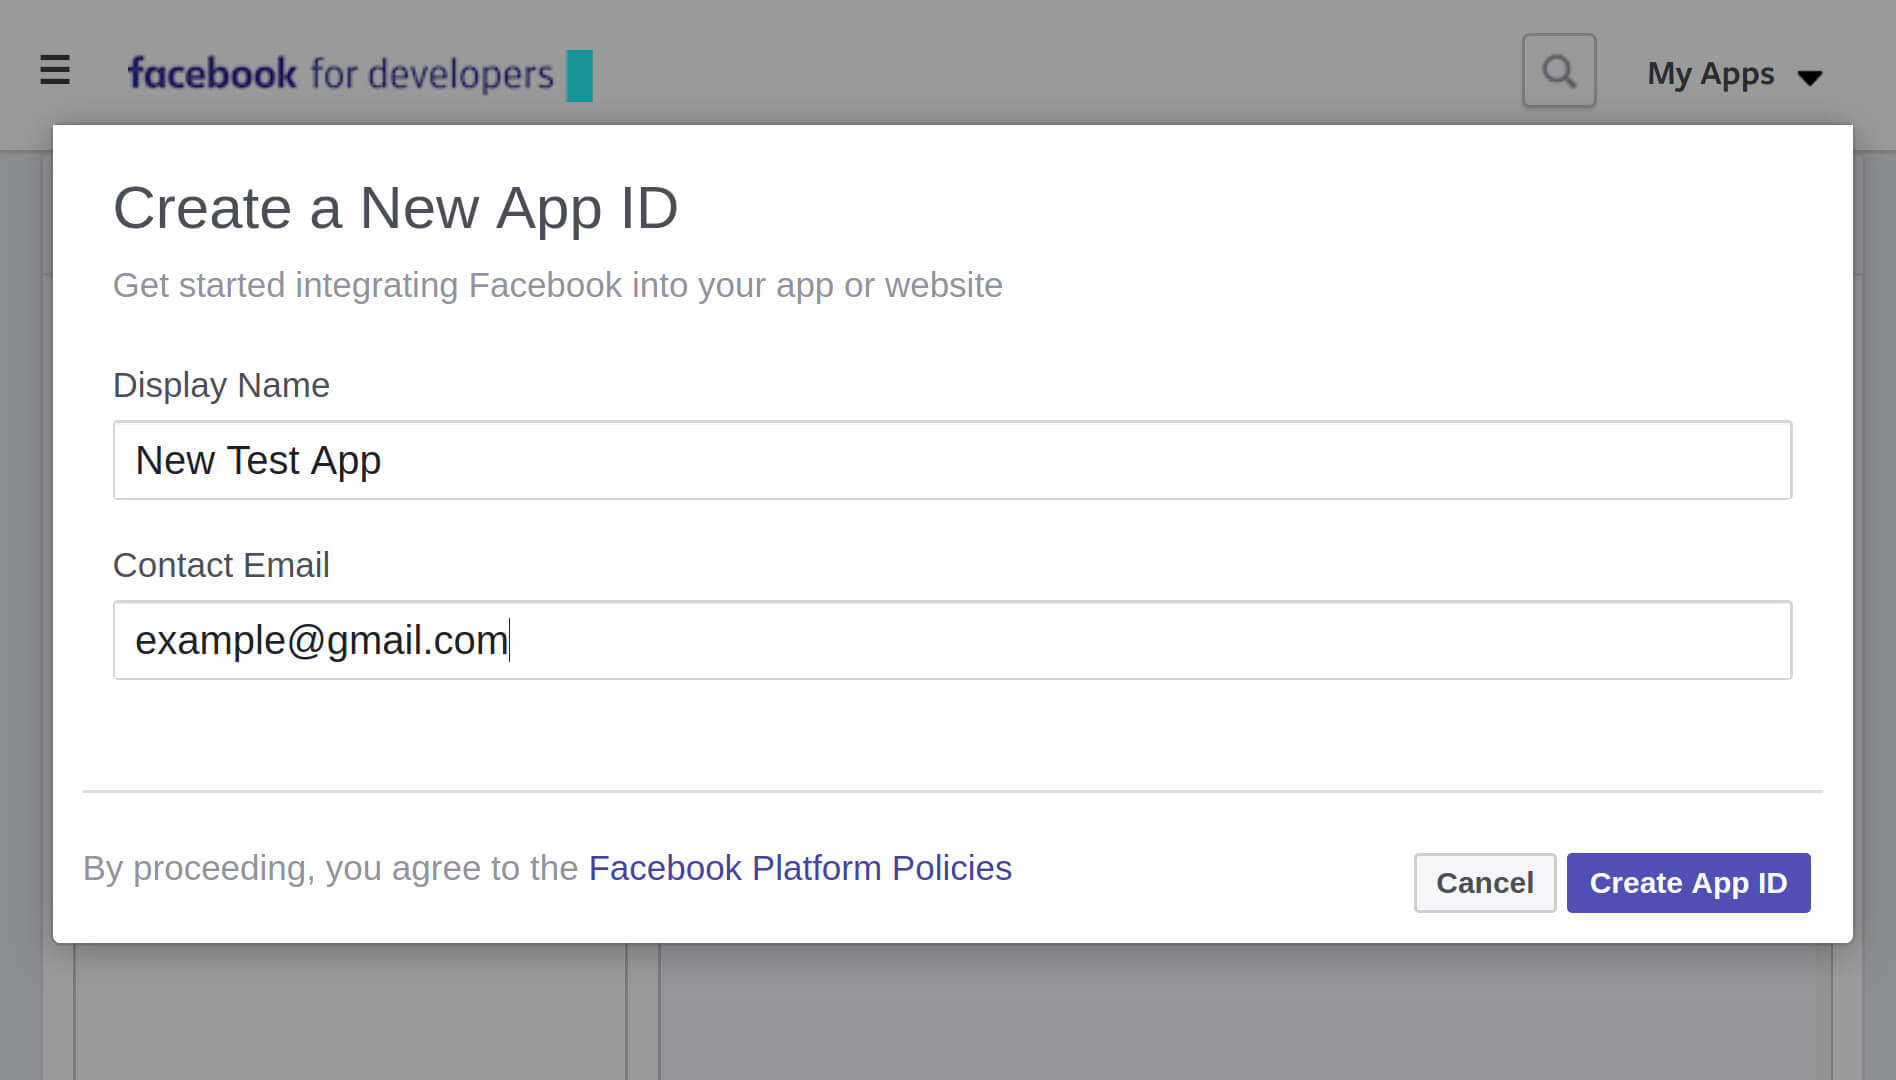 facebook for developers
My Apps
Create a New App ID
Get started integrating Facebook into your app or website
Display Name
New Test App
Contact Email
example@gmail.com
By proceeding, you agree to the Facebook Platform Policies
Cancel
Create App ID